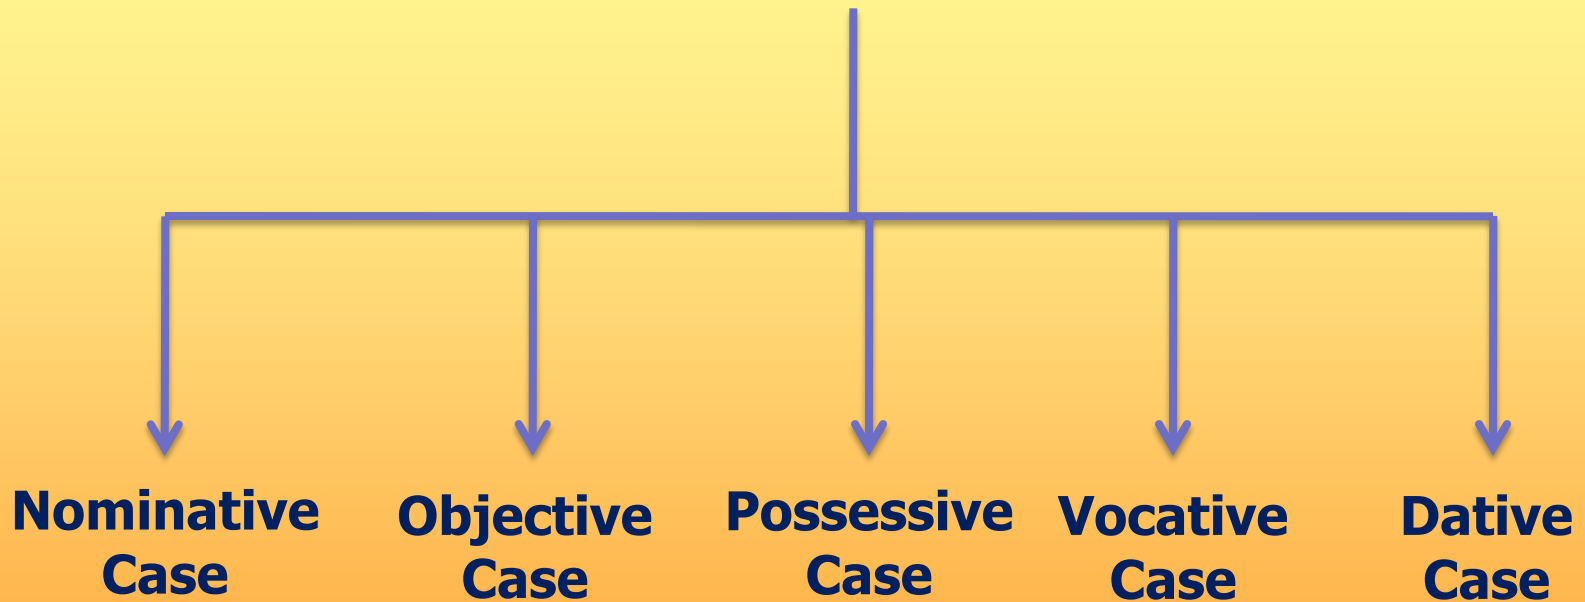 Nominative
Case
Objective
Case
Possessive
Case
Vocative
Case
Dative
Case